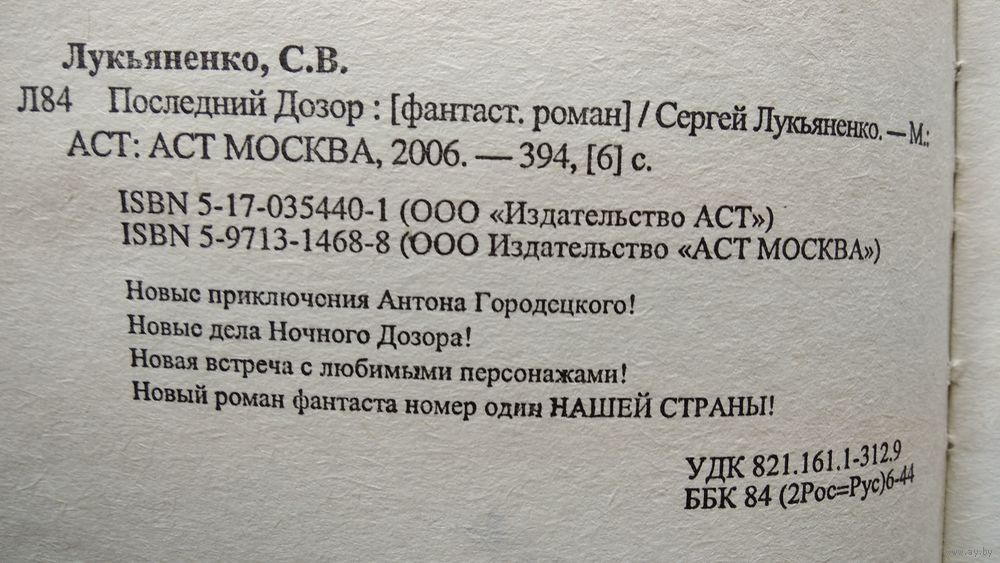 Лукьяненко, С.В.
Л84 Последний Дозор : [фантаст. роман] / Сергей Лукьяненко. — М.:
АСТ: АСТ МОСКВА, 2006. — 394, [6] с.
ISBN 5-17-035440-1 (ООО «Издательство АСТ»)
ISBN 5-9713-1468-8 (ООО Издательство «АСТ МОСКВА»)
Новые приключения Антона Городецкого!
Новые дела Ночного Дозора!
Новая встреча с любимыми персонажами!
Новый роман фантаста номер один НАШЕЙ СТРАНЫ!
УДК 821.161.1-312.9
ББК 84 (2Рос=Рус)6-44
www.ay.by